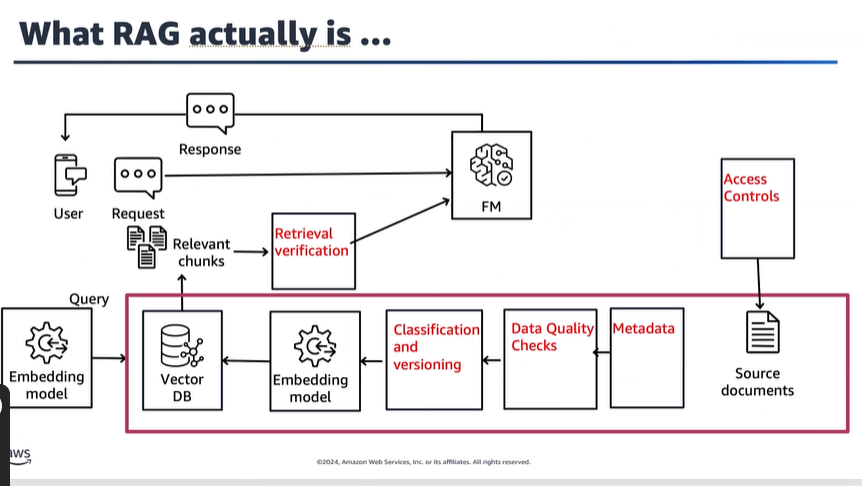 What RAG actually is ...
Response
User
Request
FM
Access
Controls
Relevant
chunks
Retrieval
verification
Query
Embedding
model
Vector
DB
Embedding
model
Classification
and
versioning
Data Quality
Checks
Metadata
Source
documents
aws
©2024, Amazon Web Services, Inc. or its affiliates. All rights reserved.